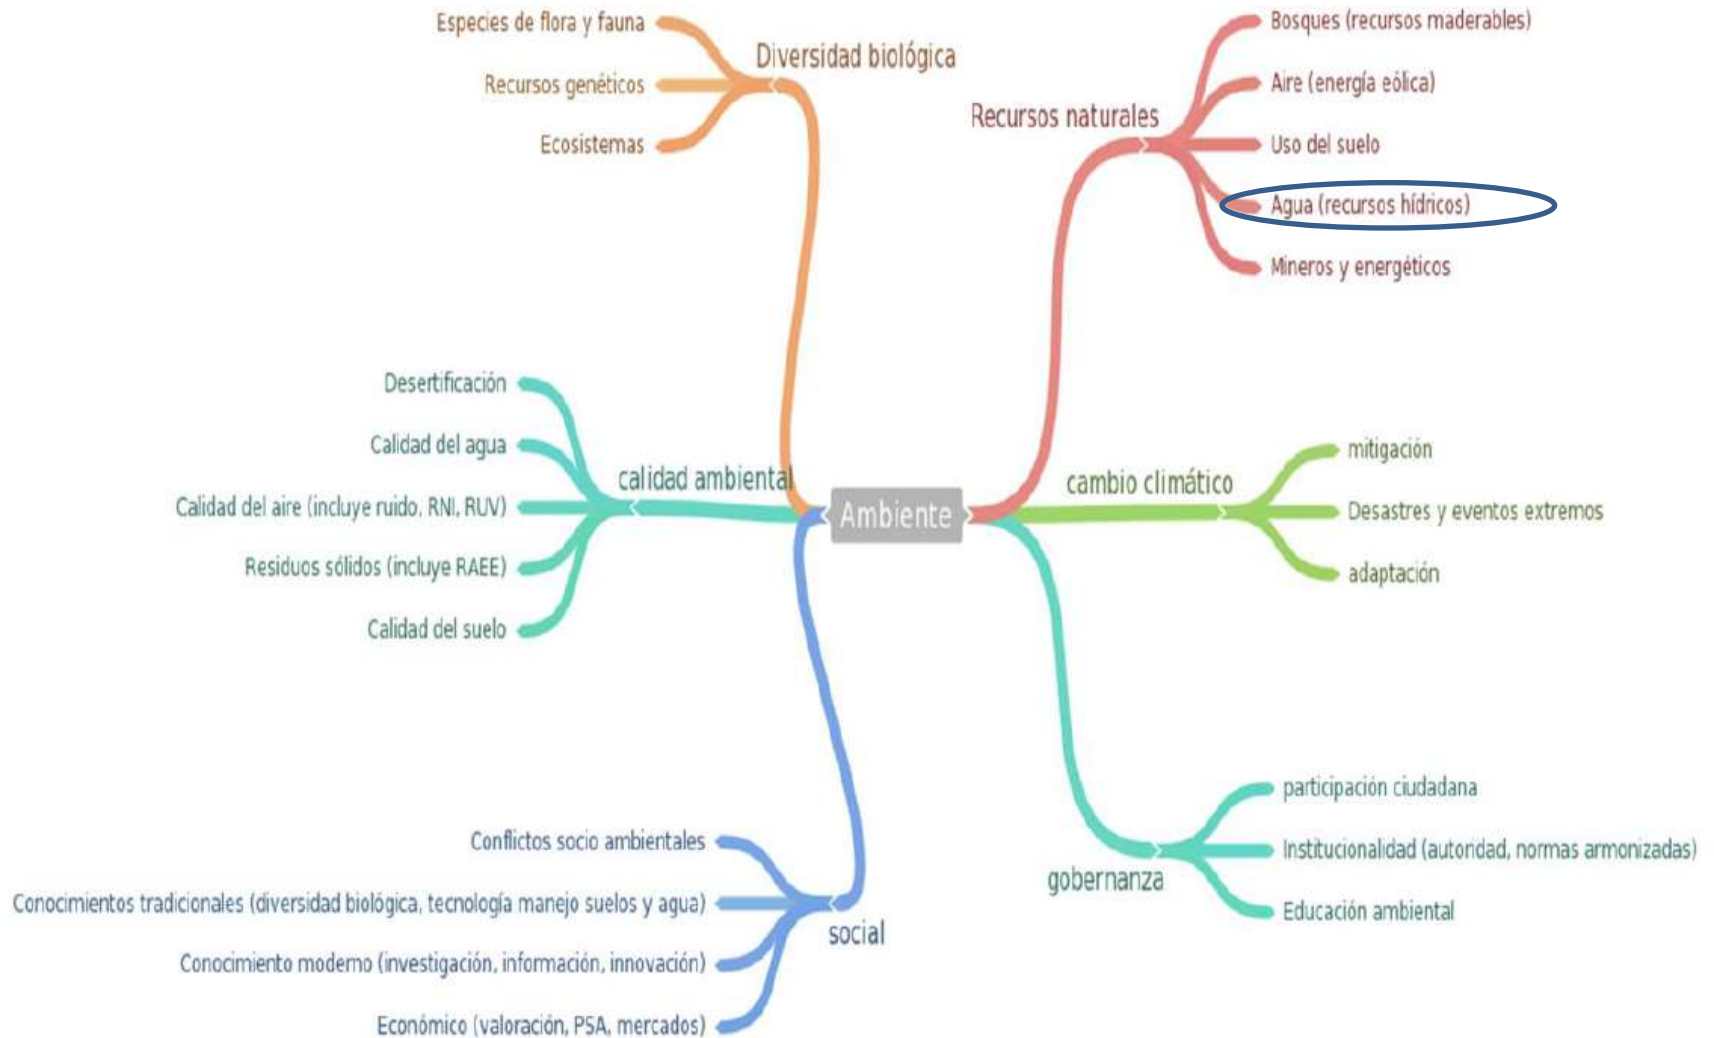 Especies de flora y fauna
Recursos genéticos
Ecosistemas
Diversidad biológica
Recursos naturales
Bosques (recursos maderables)
Aire (energía eólica)
Uso del suelo
Agua (recursos hídricos)
Mineros y energéticos
Desertificación
Calidad del agua
Calidad del aire (incluye ruido, RNI, RUV)
Residuos sólidos (incluye RAEE)
Calidad del suelo
calidad ambiental
Ambiente
cambio climático
mitigación
Desastres y eventos extremos
adaptación
Conflictos socio ambientales
Conocimientos tradicionales (diversidad biológica, tecnología manejo suelos y agua)
Conocimiento moderno (investigación, información, innovación)
Económico (valoración, PSA, mercados)
social
gobernanza
participación ciudadana
Institucionalidad (autoridad, normas armonizadas)
Educación ambiental